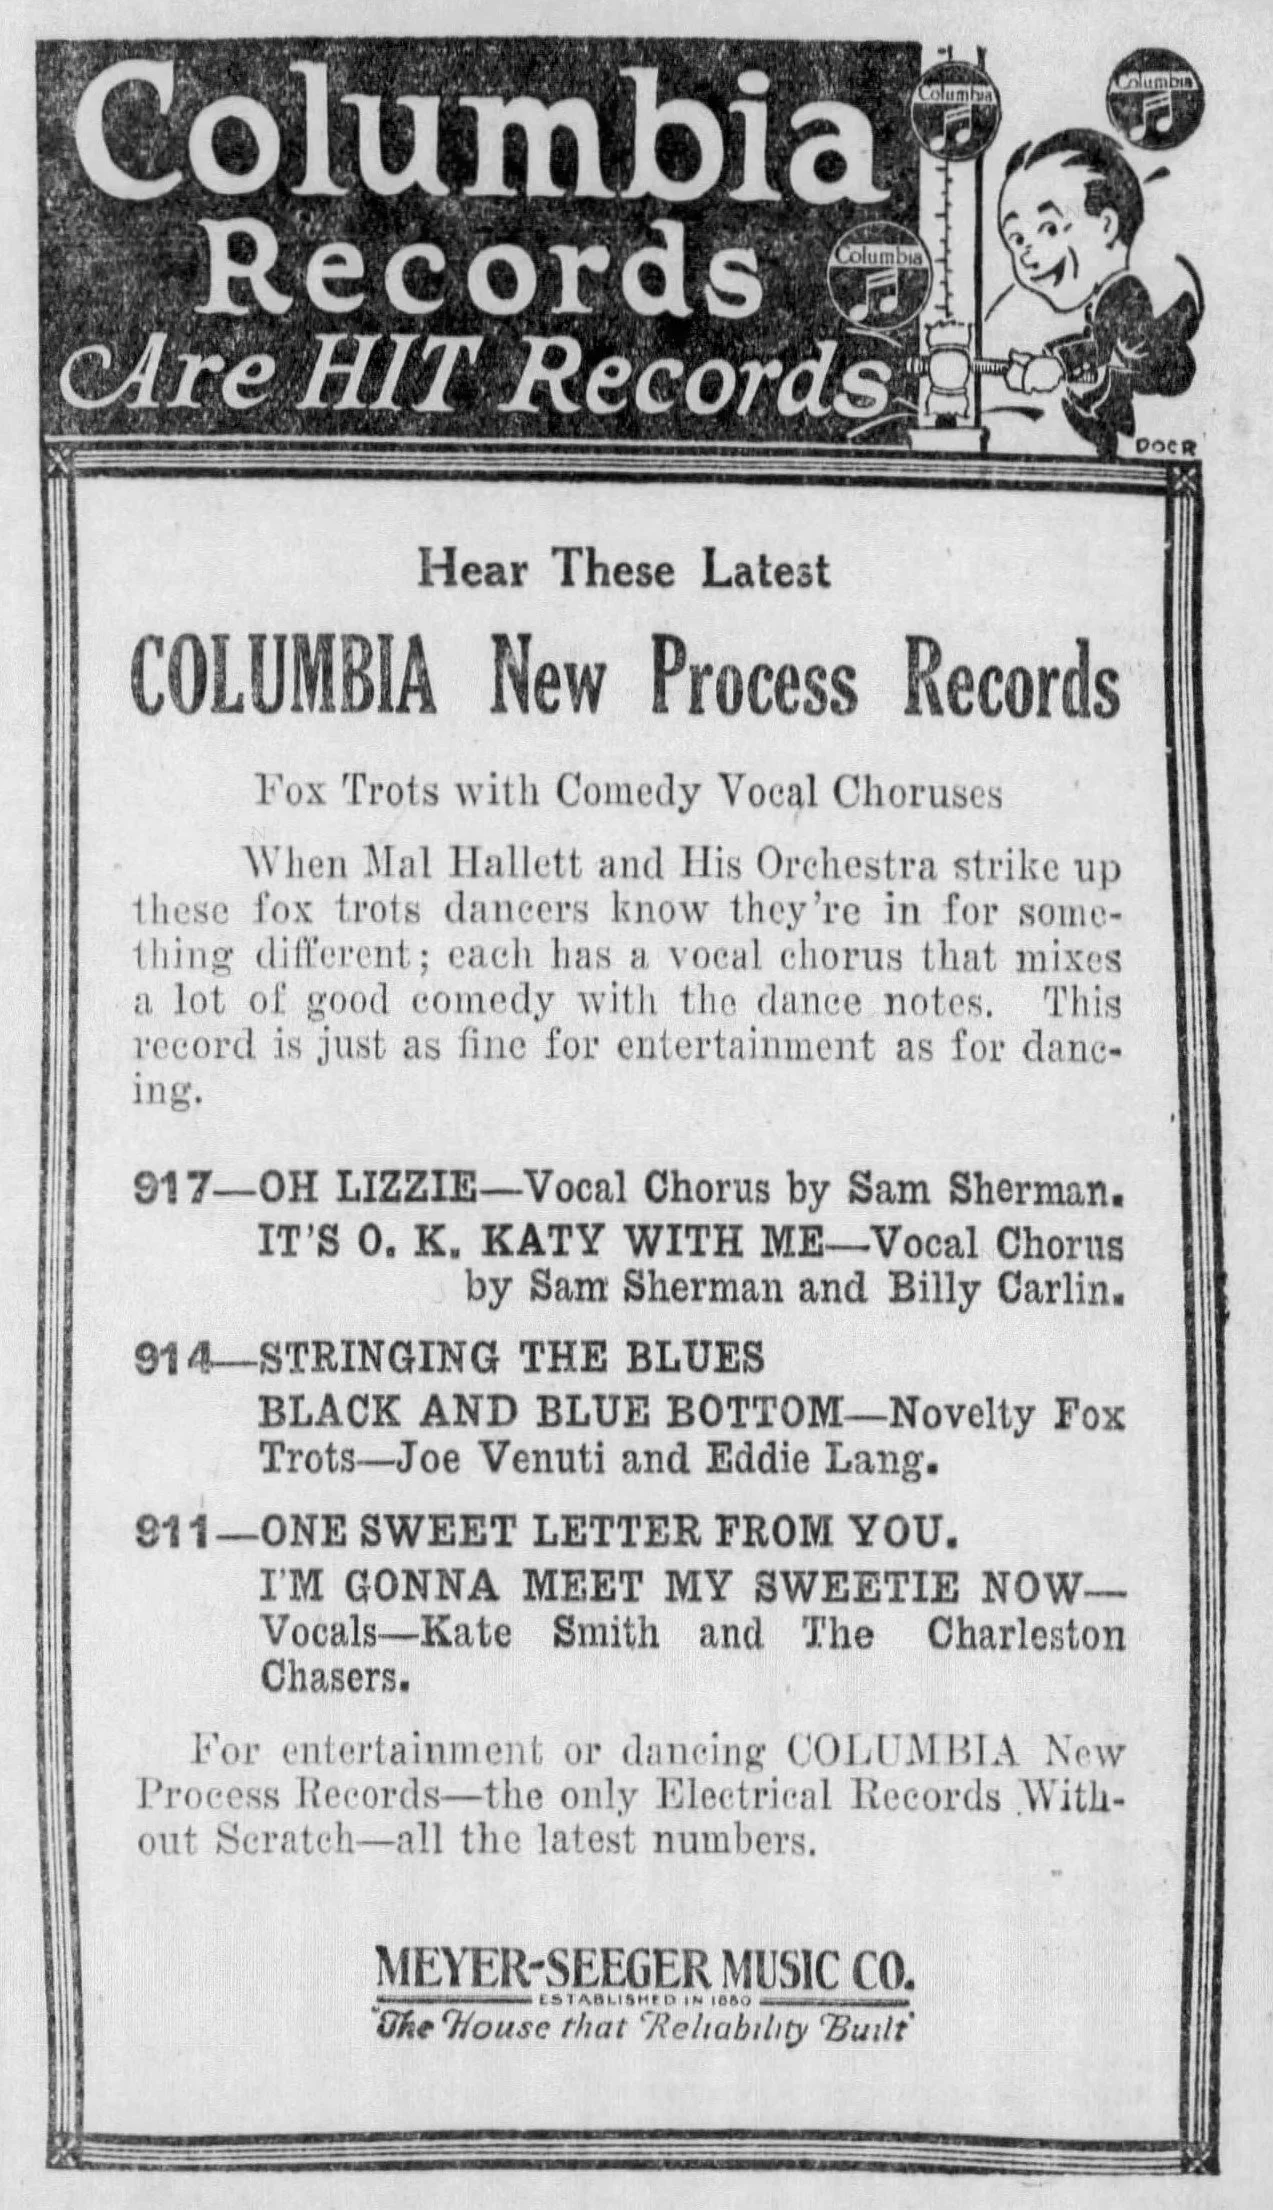 Columbia
Records
Are HIT Records
Columbia
Columbia
Columbia
DOCR
Hear These Latest
COLUMBIA New Process Records
Fox Trots with Comedy Vocal Choruses
When Mal Hallett and His Orchestra strike up
these fox trots dancers know they're in for some-
thing different; each has a vocal chorus that mixes
a lot of good comedy with the dance notes. This
record is just as fine for entertainment as for danc-
ing.
917—OH LIZZIE—Vocal Chorus by Sam Sherman.
IT'S O. K. KATY WITH ME—Vocal Chorus
by Sam Sherman and Billy Carlin.
914—STRINGING THE BLUES
BLACK AND BLUE BOTTOM—Novelty Fox
Trots—Joe Venuti and Eddie Lang.
911—ONE SWEET LETTER FROM YOU.
I'M GONNA MEET MY SWEETIE NOW—
Vocals—Kate Smith and The Charleston
Chasers.
For entertainment or dancing COLUMBIA New
Process Records—the only Electrical Records With-
out Scratch—all the latest numbers.
MEYER-SEEGER MUSIC CO.
ESTABLISHED IN 1880
"The House that Reliability Built"